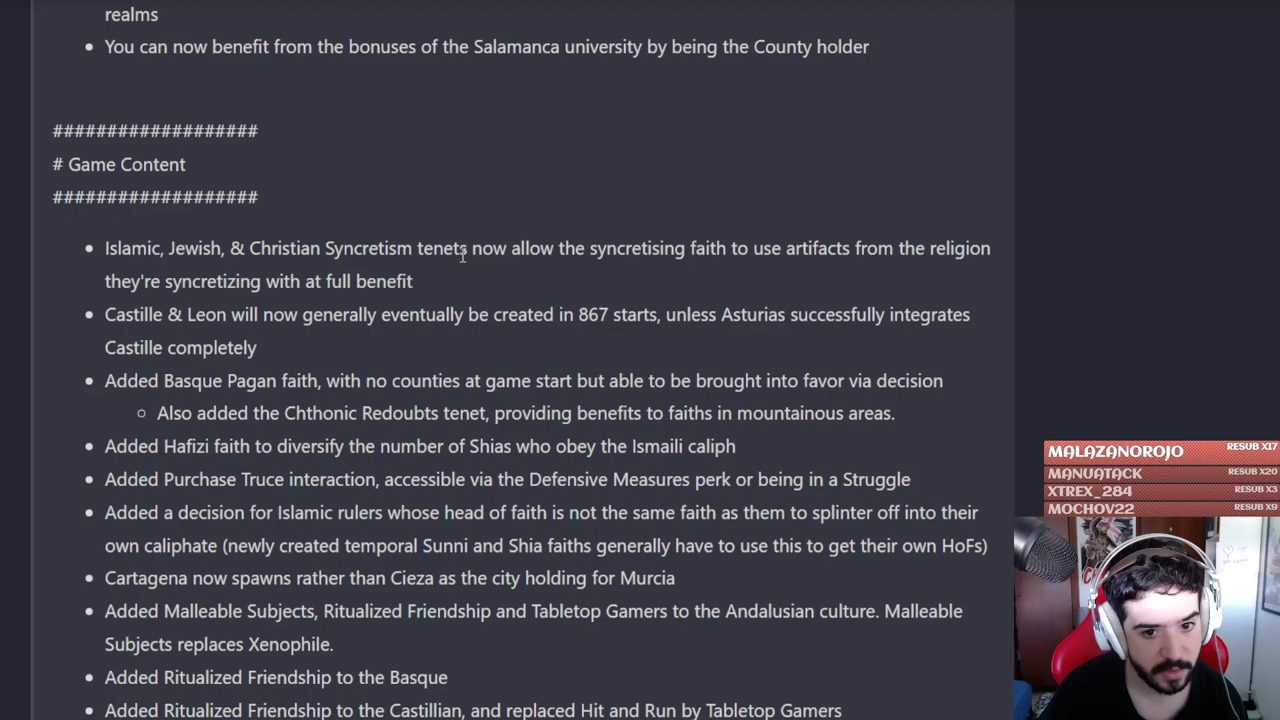 realms
• You can now benefit from the bonuses of the Salamanca university by being the County holder
###################
# Game Content
###################
• Islamic, Jewish, & Christian Syncretism tenets now allow the syncretising faith to use artifacts from the religion
they're syncretizing with at full benefit
• Castille & Leon will now generally eventually be created in 867 starts, unless Asturias successfully integrates
Castille completely
• Added Basque Pagan faith, with no counties at game start but able to be brought into favor via decision
○ Also added the Chthonic Redoubts tenet, providing benefits to faiths in mountainous areas.
• Added Hafizi faith to diversify the number of Shias who obey the Ismaili caliph
• Added Purchase Truce interaction, accessible via the Defensive Measures perk or being in a Struggle
• Added a decision for Islamic rulers whose head of faith is not the same faith as them to splinter off into their
own caliphate (newly created temporal Sunni and Shia faiths generally have to use this to get their own HoFs)
• Cartagena now spawns rather than Cieza as the city holding for Murcia
• Added Malleable Subjects, Ritualized Friendship and Tabletop Gamers to the Andalusian culture. Malleable
Subjects replaces Xenophile.
• Added Ritualized Friendship to the Basque
• Added Ritualized Friendship to the Castillian, and replaced Hit and Run by Tabletop Gamers
MALAZANOROJO RESUB X17
MANUATACK RESUB X20
XTREX_284 RESUB X3
MOCHOV22 RESUB X9